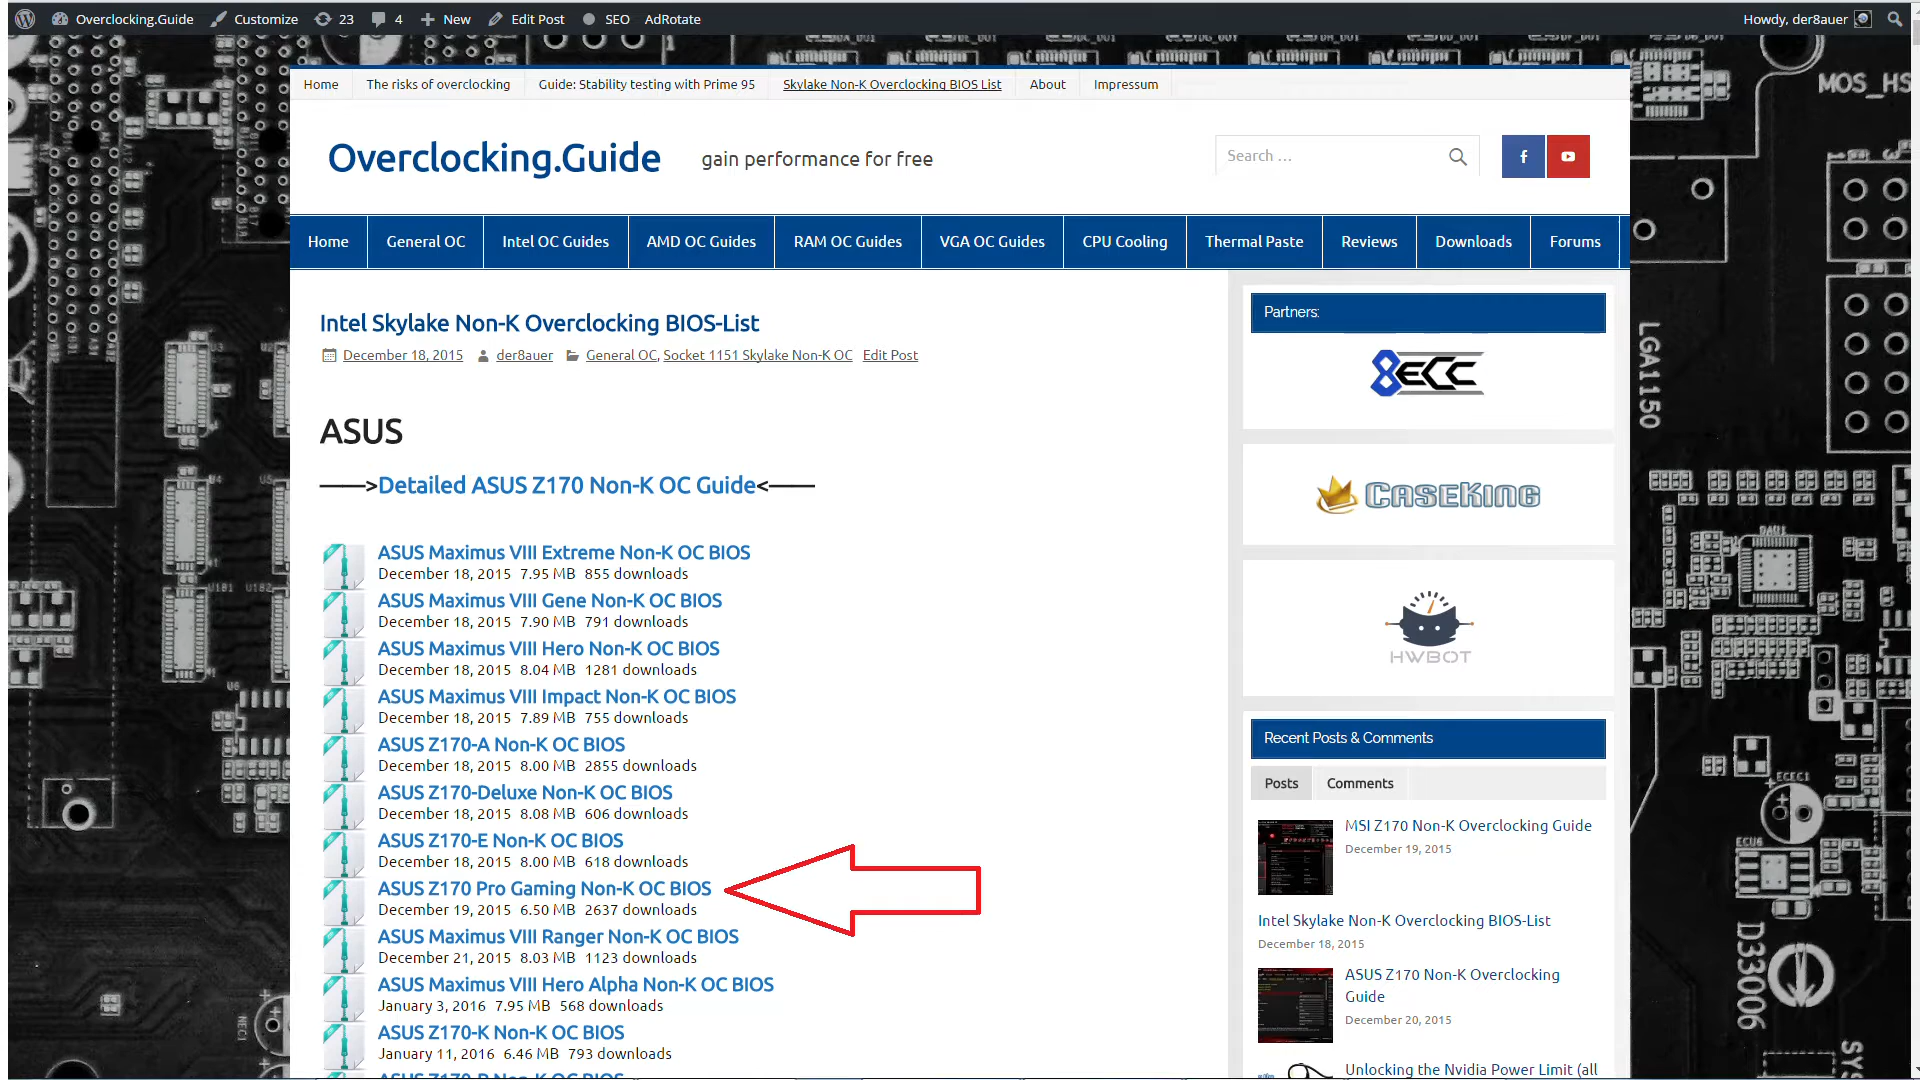 Overclocking.Guide Customize 23 4 New Edit Post SEO AdRotate Howdy, der8auer
Home The risks of overclocking Guide: Stability testing with Prime 95 Skylake Non-K Overclocking BIOS List About Impressum
Overclocking.Guide gain performance for free Search ...
Home General OC Intel OC Guides AMD OC Guides RAM OC Guides VGA OC Guides CPU Cooling Thermal Paste Reviews Downloads Forums
Intel Skylake Non-K Overclocking BIOS-List
December 18, 2015 der8auer General OC, Socket 1151 Skylake Non-K OC Edit Post
ASUS
——>Detailed ASUS Z170 Non-K OC Guide<——
ASUS Maximus VIII Extreme Non-K OC BIOS
December 18, 2015 7.95 MB 855 downloads
ASUS Maximus VIII Gene Non-K OC BIOS
December 18, 2015 7.90 MB 791 downloads
ASUS Maximus VIII Hero Non-K OC BIOS
December 18, 2015 8.04 MB 1281 downloads
ASUS Maximus VIII Impact Non-K OC BIOS
December 18, 2015 7.89 MB 755 downloads
ASUS Z170-A Non-K OC BIOS
December 18, 2015 8.00 MB 2855 downloads
ASUS Z170-Deluxe Non-K OC BIOS
December 18, 2015 8.08 MB 606 downloads
ASUS Z170-E Non-K OC BIOS
December 18, 2015 8.00 MB 618 downloads
ASUS Z170 Pro Gaming Non-K OC BIOS
December 19, 2015 6.50 MB 2637 downloads
ASUS Maximus VIII Ranger Non-K OC BIOS
December 21, 2015 8.03 MB 1123 downloads
ASUS Maximus VIII Hero Alpha Non-K OC BIOS
January 3, 2016 7.95 MB 568 downloads
ASUS Z170-K Non-K OC BIOS
January 11, 2016 6.46 MB 793 downloads
Partners:
8ECC
CASEKING
HWBOT
Recent Posts & Comments
Posts Comments
MSI Z170 Non-K Overclocking Guide
December 19, 2015
Intel Skylake Non-K Overclocking BIOS-List
December 18, 2015
ASUS Z170 Non-K Overclocking
Guide
December 20, 2015
Unlocking the Nvidia Power Limit (all
MOS_HS
LGA1150
D33006
SYS
ECEC1
ECU6
DAU1
U3
U4
U5
U6
U181 U182
NEC1